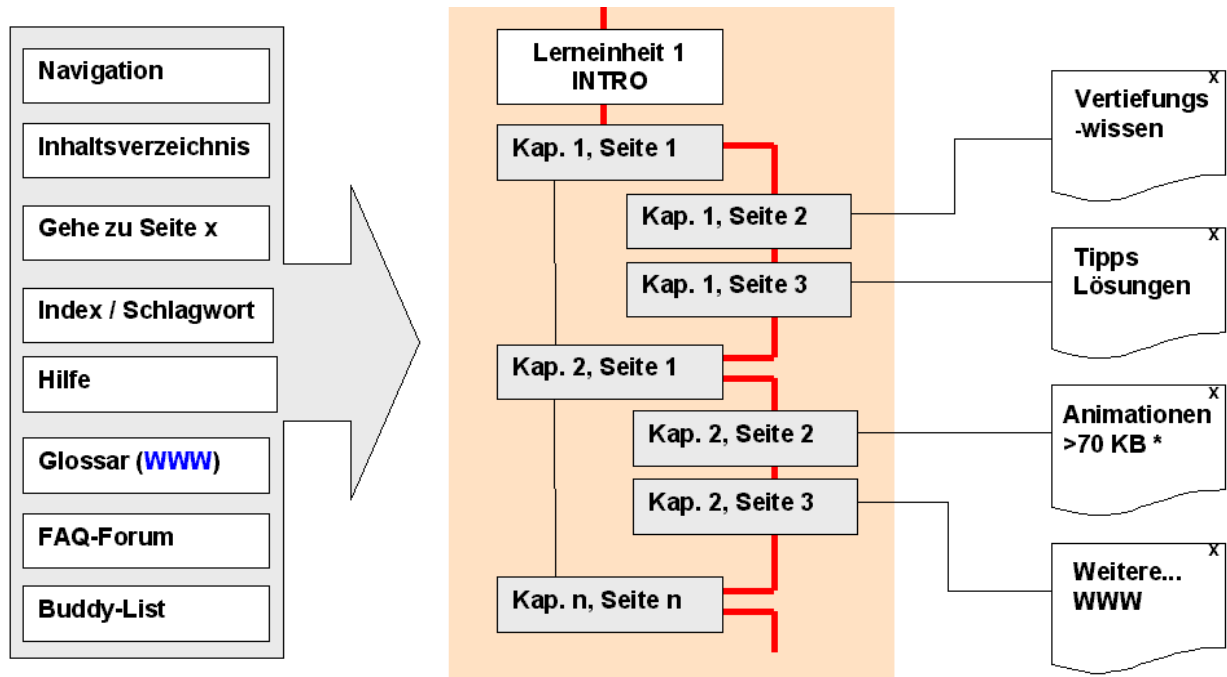 Navigation
Inhaltsverzeichnis
Gehe zu Seite x
Index / Schlagwort
Hilfe
Glossar (WWW)
FAQ-Forum
Buddy-List
Lerneinheit 1
INTRO
Kap. 1, Seite 1
Kap. 1, Seite 2
Kap. 1, Seite 3
Kap. 2, Seite 1
Kap. 2, Seite 2
Kap. 2, Seite 3
Kap. n, Seite n
x
Vertiefungs
-wissen
x
Tipps
Lösungen
x
Animationen
>70 KB *
x
Weitere...
WWW